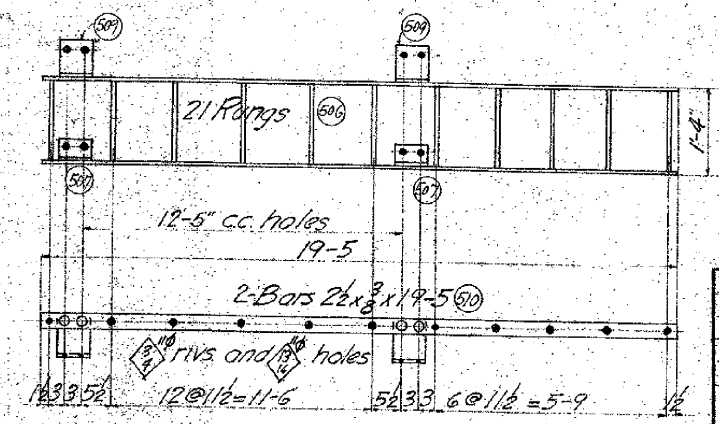 509 509
21 Rungs 506
1'-4"
507 507
12'-5" c.c. holes
19-5
2-Bars 2½ x ⅜ x 19-5 510
¾"φ rivs. and 13/16"φ holes
1½ 3 3 5½ 12@11½=11-6 5½ 3 3 6@11½=5-9 1½